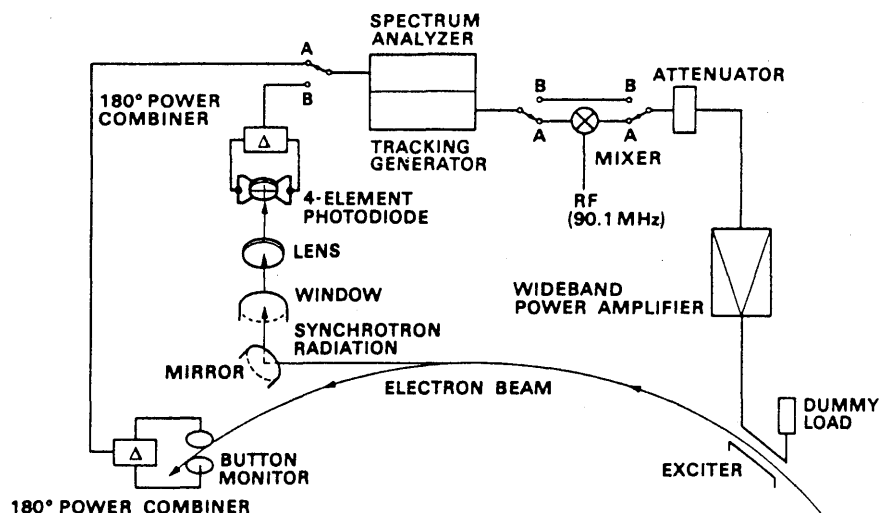 SPECTRUM
ANALYZER
A
B
180° POWER
COMBINER
Δ
TRACKING
GENERATOR
B
B
A
A
MIXER
ATTENUATOR
RF
(90.1 MHz)
4-ELEMENT
PHOTODIODE
LENS
WINDOW
SYNCHROTRON
RADIATION
MIRROR
WIDEBAND
POWER AMPLIFIER
ELECTRON BEAM
DUMMY
LOAD
EXCITER
Δ
BUTTON
MONITOR
180° POWER COMBINER